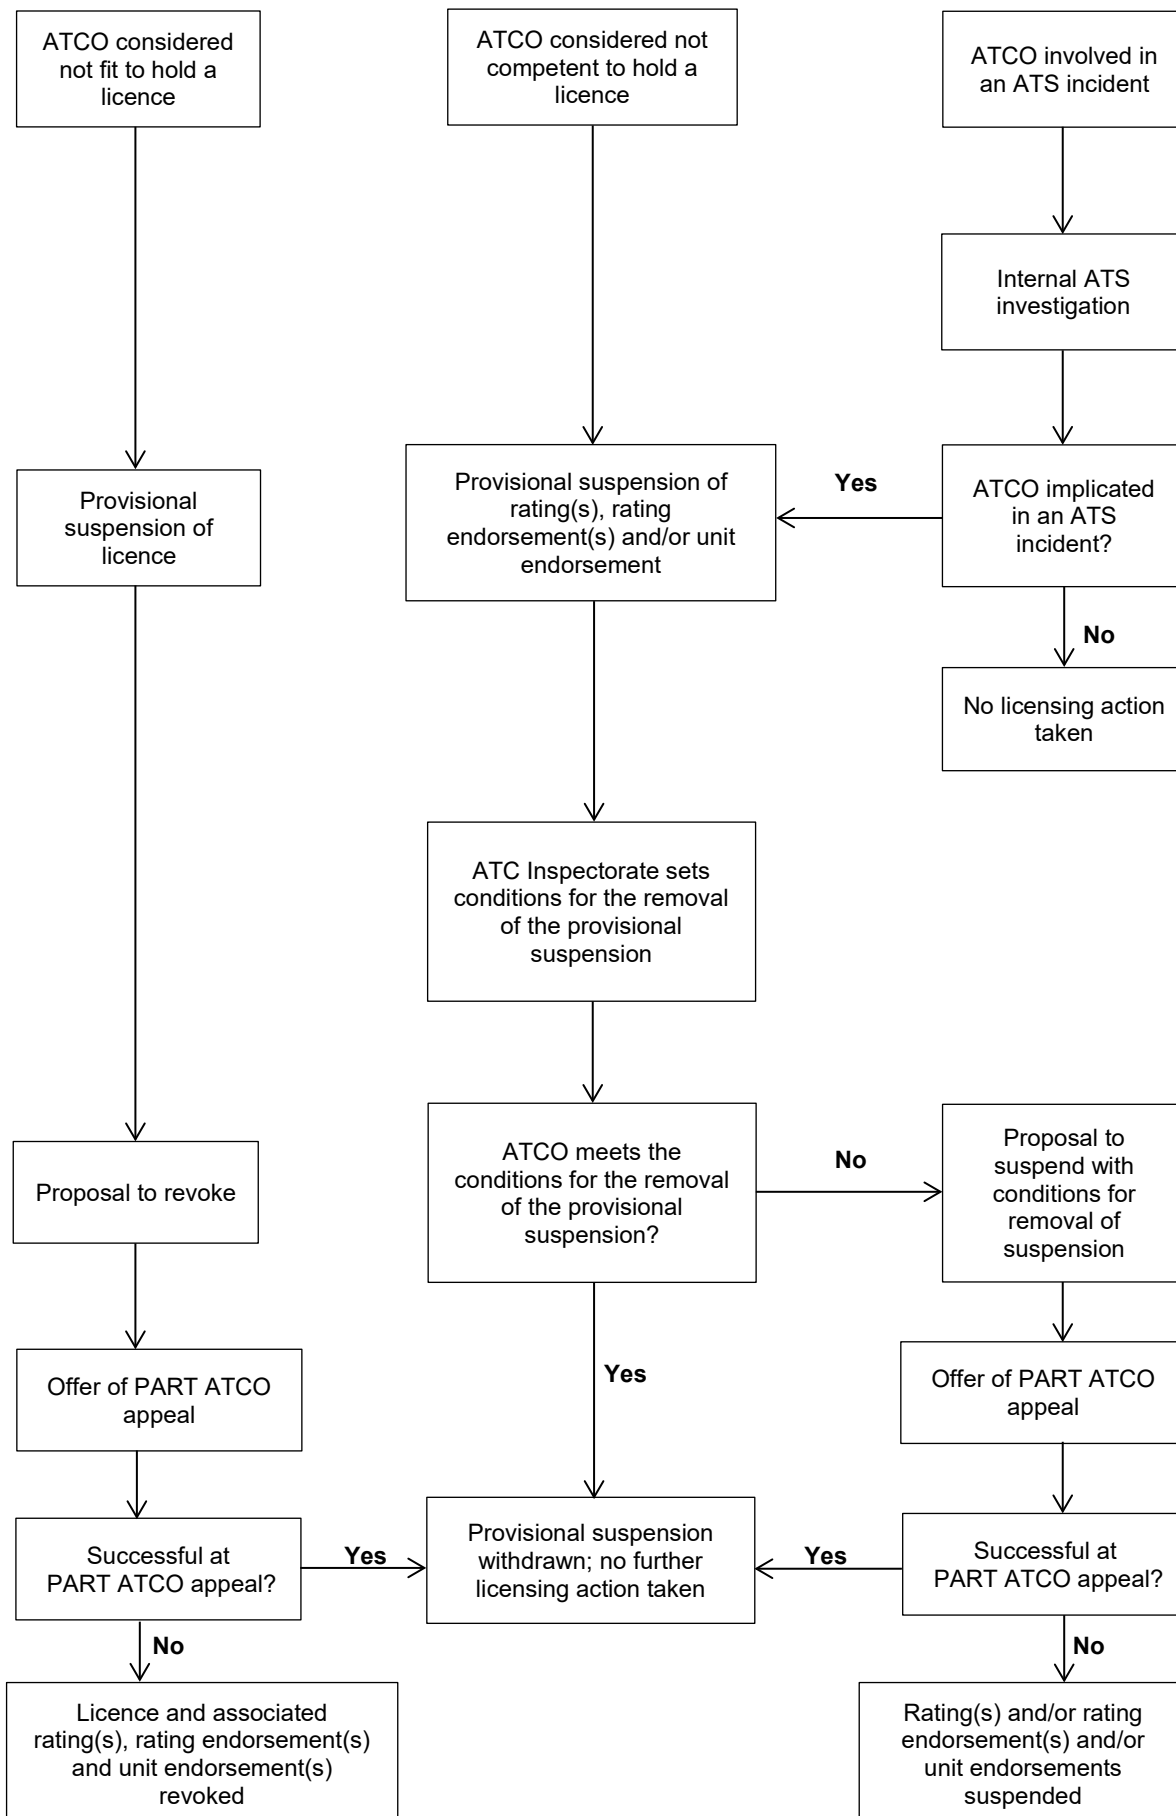 ATCO considered
not fit to hold a
licence
ATCO considered not
competent to hold a
licence
ATCO involved in
an ATS incident
Internal ATS
investigation
Provisional
suspension of
licence
Provisional suspension of
rating(s), rating
endorsement(s) and/or unit
endorsement
Yes
ATCO implicated
in an ATS
incident?
No
No licensing action
taken
ATC Inspectorate sets
conditions for the removal
of the provisional
suspension
Proposal to revoke
ATCO meets the
conditions for the removal
of the provisional
suspension?
No
Proposal to
suspend with
conditions for
removal of
suspension
Yes
Offer of PART ATCO
appeal
Offer of PART ATCO
appeal
Successful at
PART ATCO appeal?
Yes
Provisional suspension
withdrawn; no further
licensing action taken
Yes
Successful at
PART ATCO appeal?
No
No
Licence and associated
rating(s), rating endorsement(s)
and unit endorsement(s)
revoked
Rating(s) and/or rating
endorsement(s) and/or
unit endorsements
suspended